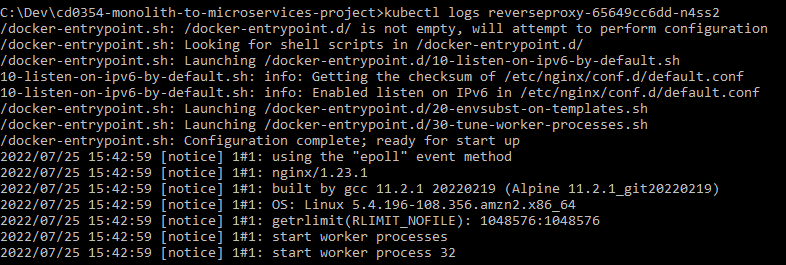 C:\Dev\cd0354-monolith-to-microservices-project>kubectl logs reverseproxy-65649cc6dd-n4ss2
/docker-entrypoint.sh: /docker-entrypoint.d/ is not empty, will attempt to perform configuration
/docker-entrypoint.sh: Looking for shell scripts in /docker-entrypoint.d/
/docker-entrypoint.sh: Launching /docker-entrypoint.d/10-listen-on-ipv6-by-default.sh
10-listen-on-ipv6-by-default.sh: info: Getting the checksum of /etc/nginx/conf.d/default.conf
10-listen-on-ipv6-by-default.sh: info: Enabled listen on IPv6 in /etc/nginx/conf.d/default.conf
/docker-entrypoint.sh: Launching /docker-entrypoint.d/20-envsubst-on-templates.sh
/docker-entrypoint.sh: Launching /docker-entrypoint.d/30-tune-worker-processes.sh
/docker-entrypoint.sh: Configuration complete; ready for start up
2022/07/25 15:42:59 [notice] 1#1: using the "epoll" event method
2022/07/25 15:42:59 [notice] 1#1: nginx/1.23.1
2022/07/25 15:42:59 [notice] 1#1: built by gcc 11.2.1 20220219 (Alpine 11.2.1_git20220219)
2022/07/25 15:42:59 [notice] 1#1: OS: Linux 5.4.196-108.356.amzn2.x86_64
2022/07/25 15:42:59 [notice] 1#1: getrlimit(RLIMIT_NOFILE): 1048576:1048576
2022/07/25 15:42:59 [notice] 1#1: start worker processes
2022/07/25 15:42:59 [notice] 1#1: start worker process 32